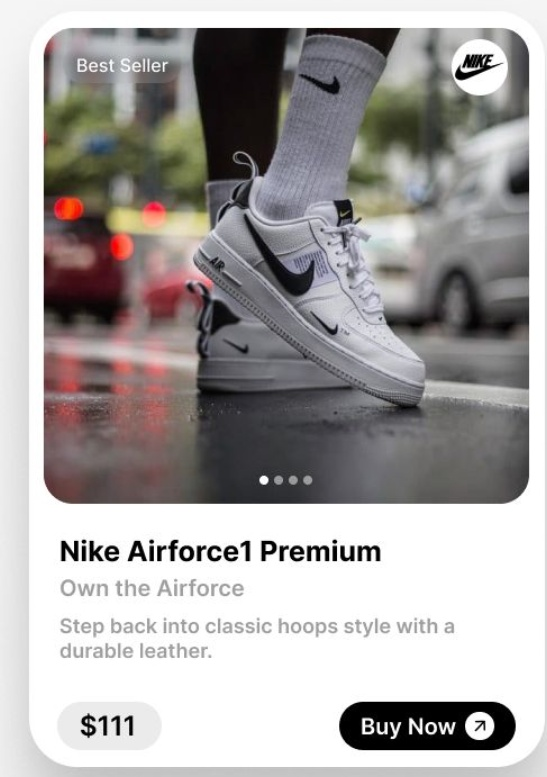 Best Seller
NIKE
AIR
Nike Airforce1 Premium
Own the Airforce
Step back into classic hoops style with a
durable leather.
$111
Buy Now